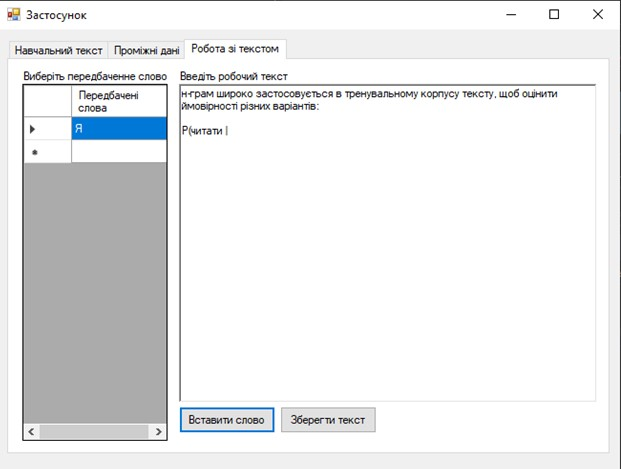 Застосунок
Навчальний текст
Проміжні дані
Робота зі текстом
Виберіть передбаченне слово
Передбачені
слова
Я
Введіть робочий текст
н-грам широко застосовується в тренувальному корпусу тексту, щоб оцінити
ймовірності різних варіантів:
P(читати |
Вставити слово
Зберегти текст